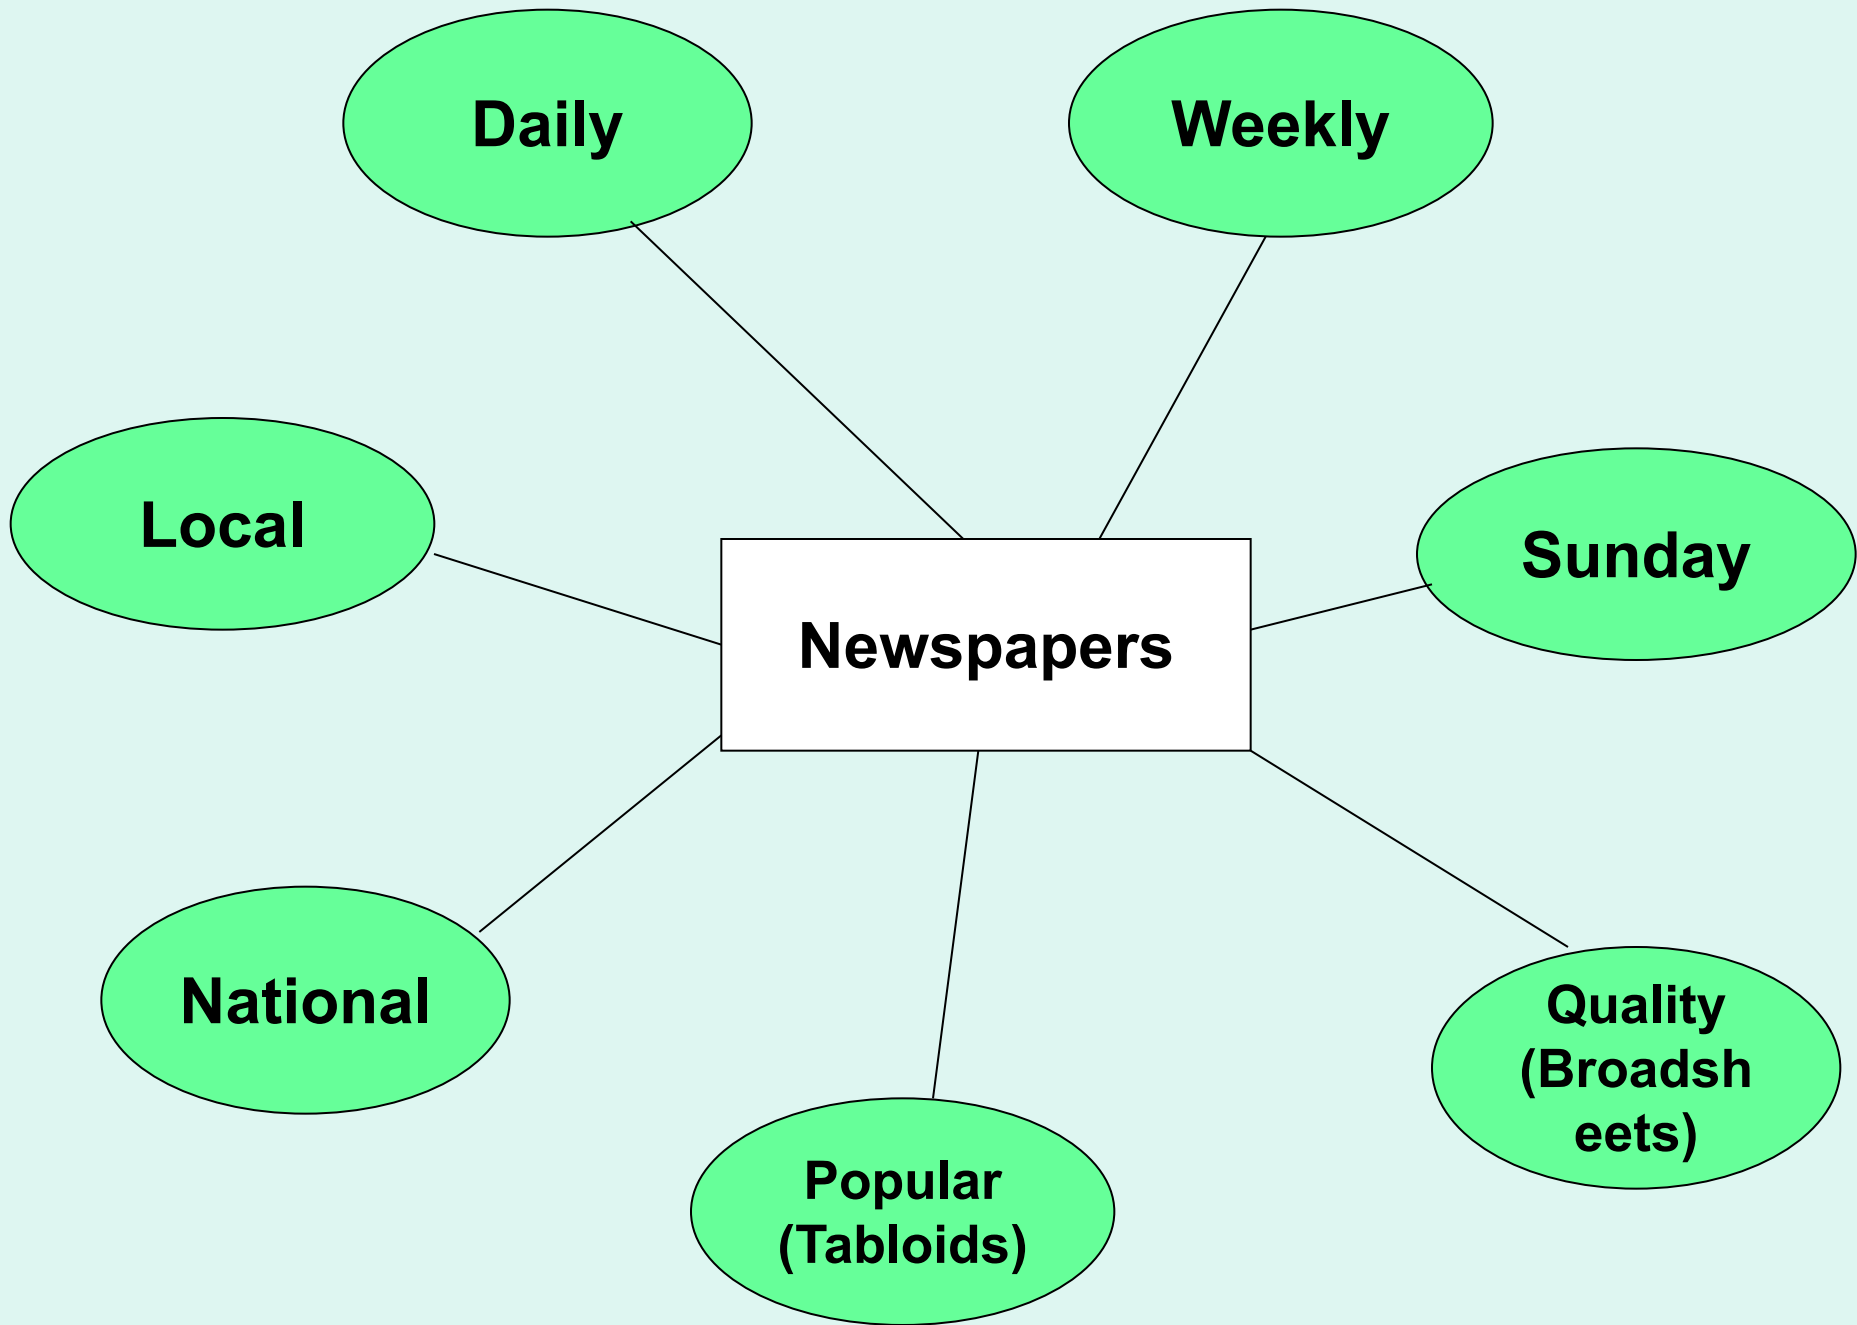 Daily
Weekly
Local
Sunday
Newspapers
National
Quality
(Broadsh
eets)
Popular
(Tabloids)